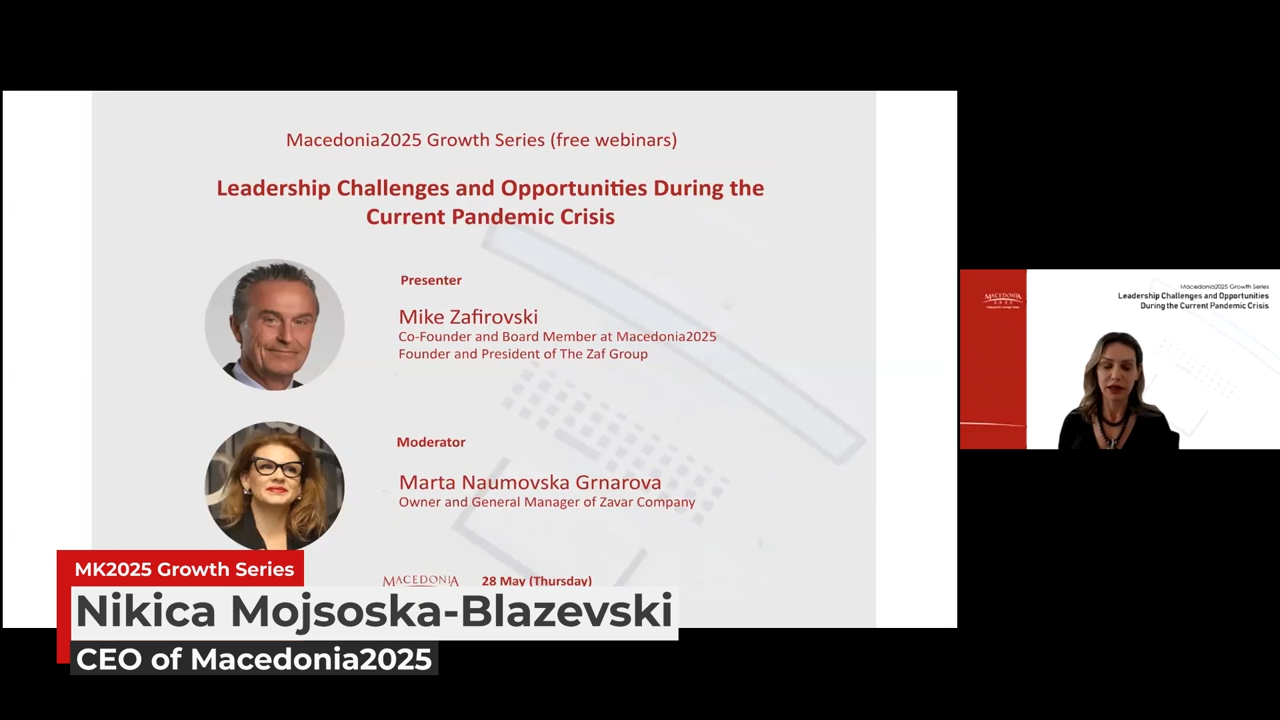 Macedonia2025 Growth Series (free webinars)
Leadership Challenges and Opportunities During the
Current Pandemic Crisis
Presenter
Mike Zafirovski
Co-Founder and Board Member at Macedonia2025
Founder and President of The Zaf Group
Moderator
Marta Naumovska Grnarova
Owner and General Manager of Zavar Company
MACEDONIA
28 May (Thursday)
MK2025 Growth Series
Nikica Mojsoska-Blazevski
CEO of Macedonia2025
MACEDONIA
2025
Macedonia2025 Growth Series
Leadership Challenges and Opportunities
During the Current Pandemic Crisis